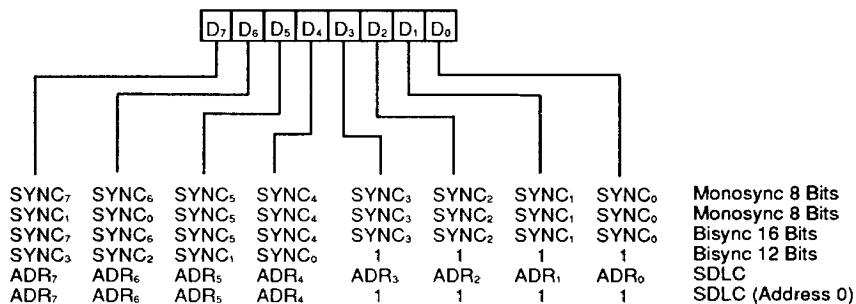 D₇ D₆ D₅ D₄ D₃ D₂ D₁ D₀
SYNC₇ SYNC₆ SYNC₅ SYNC₄ SYNC₃ SYNC₂ SYNC₁ SYNC₀ Monosync 8 Bits
SYNC₁ SYNC₀ SYNC₅ SYNC₄ SYNC₃ SYNC₂ SYNC₁ SYNC₀ Monosync 8 Bits
SYNC₇ SYNC₆ SYNC₅ SYNC₄ SYNC₃ SYNC₂ SYNC₁ SYNC₀ Bisync 16 Bits
SYNC₃ SYNC₂ SYNC₁ SYNC₀ 1 1 1 1 Bisync 12 Bits
ADR₇ ADR₆ ADR₅ ADR₄ ADR₃ ADR₂ ADR₁ ADR₀ SDLC
ADR₇ ADR₆ ADR₅ ADR₄ 1 1 1 1 SDLC (Address 0)